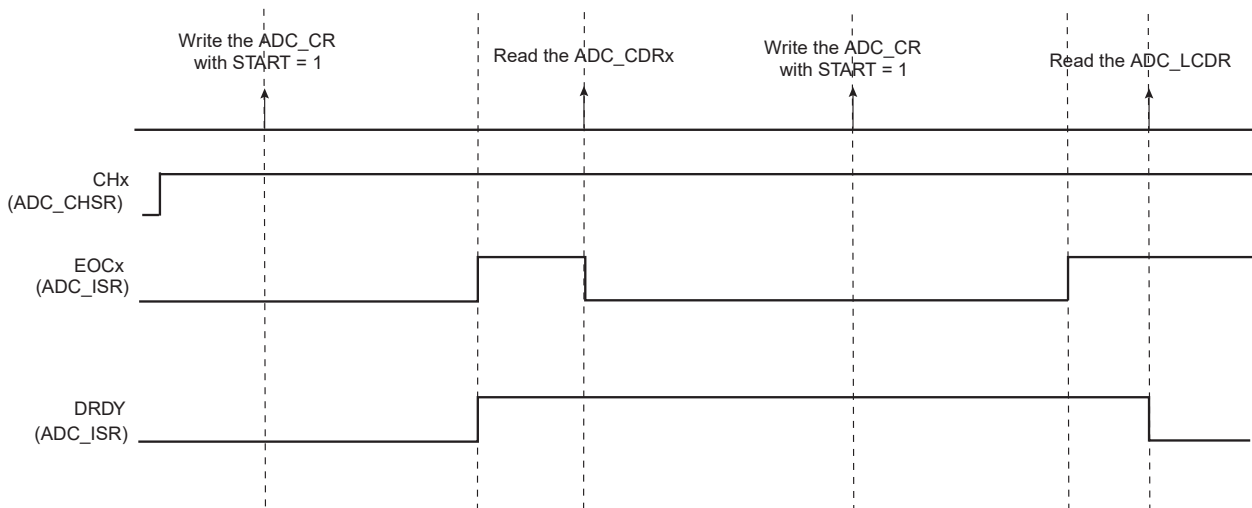 Write the ADC_CR
with START = 1
Read the ADC_CDRx
Write the ADC_CR
with START = 1
Read the ADC_LCDR
CHx
(ADC_CHSR)
EOCx
(ADC_ISR)
DRDY
(ADC_ISR)